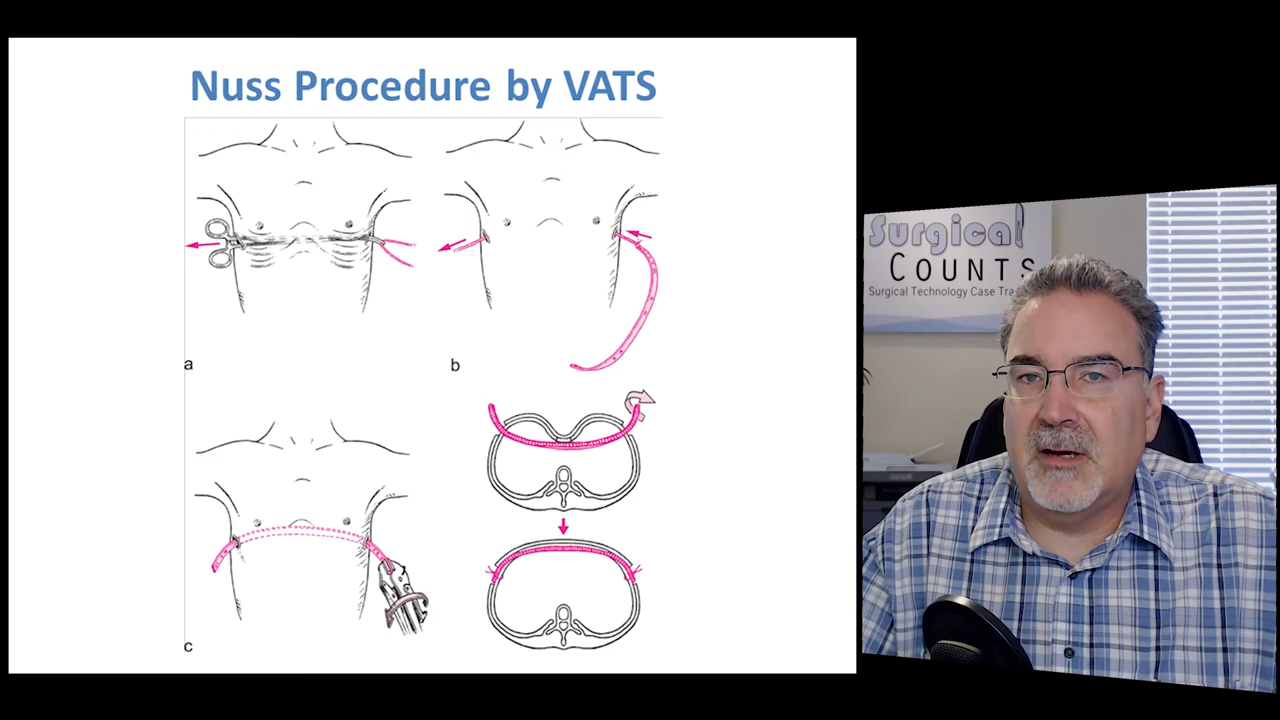 Nuss Procedure by VATS
a
b
c
Surgical
COUNTS
Surgical Technology Case Tra